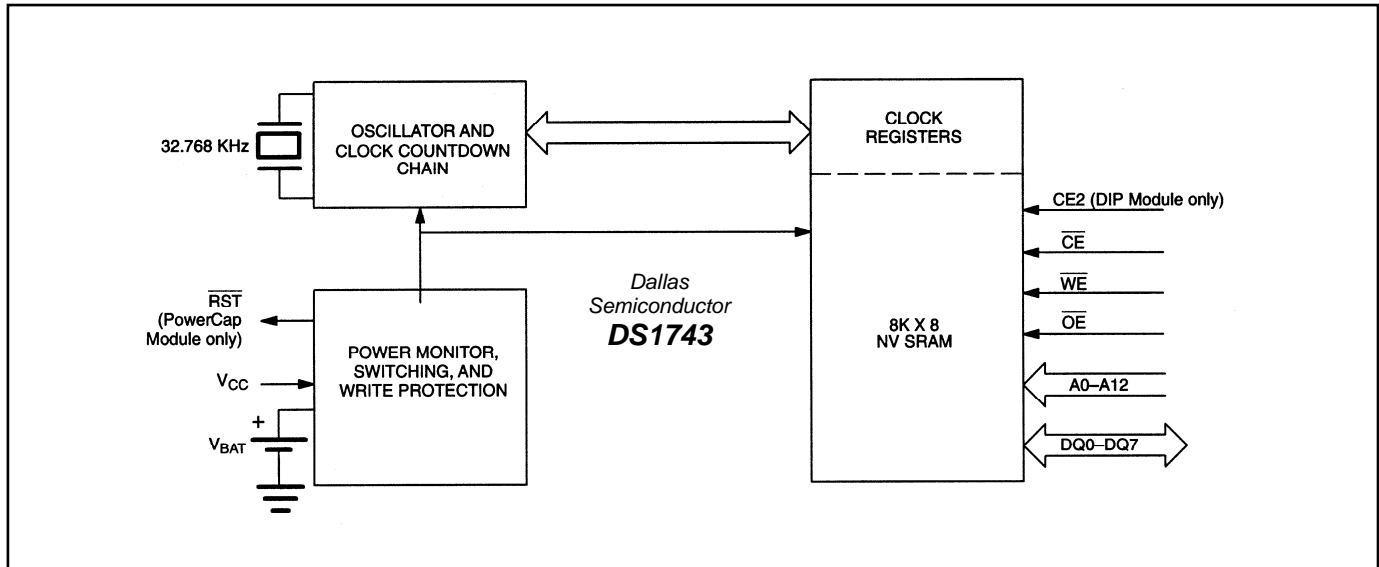 32.768 KHz
OSCILLATOR AND
CLOCK COUNTDOWN
CHAIN
CLOCK
REGISTERS
CE2 (DIP Module only)
CE
WE
OE
A0–A12
DQ0–DQ7
8K X 8
NV SRAM
Dallas
Semiconductor
DS1743
RST
(PowerCap
Module only)
VCC
+
VBAT
POWER MONITOR,
SWITCHING, AND
WRITE PROTECTION